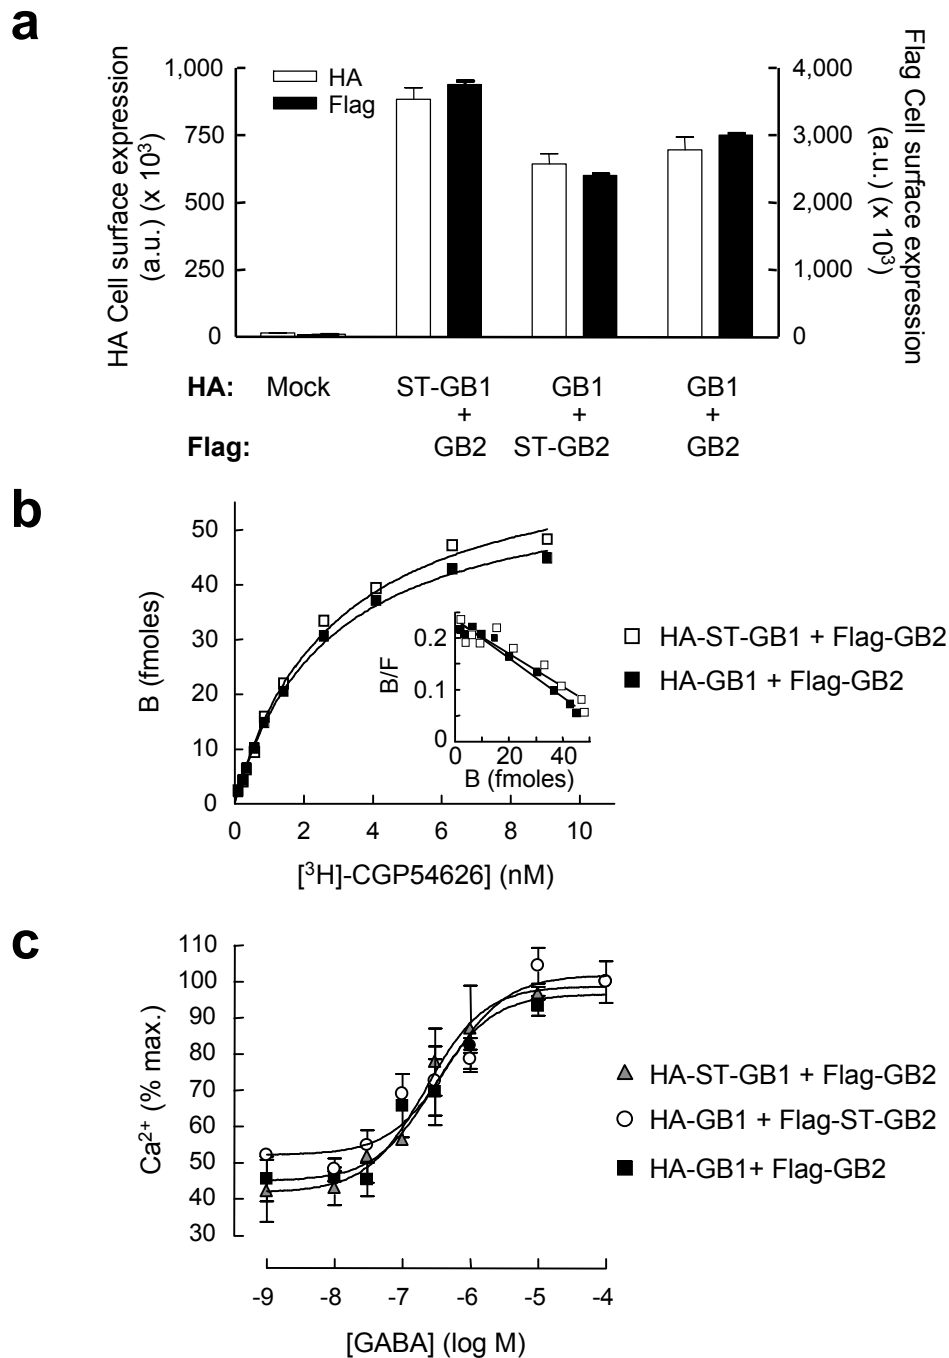 a
HA Cell surface expression
(a.u.) (x 10³)
1,000
750
500
250
0
HA
Flag
4,000
3,000
2,000
1,000
0
Flag Cell surface expression
(a.u.) (x 10³)
HA: Mock ST-GB1 GB1 GB1
+ + +
Flag: GB2 ST-GB2 GB2
b
B (fmoles)
50
40
30
20
10
0
0 2 4 6 8 10
[³H]-CGP54626] (nM)
B/F
0.2
0.1
0
0 20 40
B (fmoles)
HA-ST-GB1 + Flag-GB2
HA-GB1 + Flag-GB2
c
Ca²⁺ (% max.)
110
100
90
80
70
60
50
40
30
-9 -8 -7 -6 -5 -4
[GABA] (log M)
HA-ST-GB1 + Flag-GB2
HA-GB1 + Flag-ST-GB2
HA-GB1+ Flag-GB2